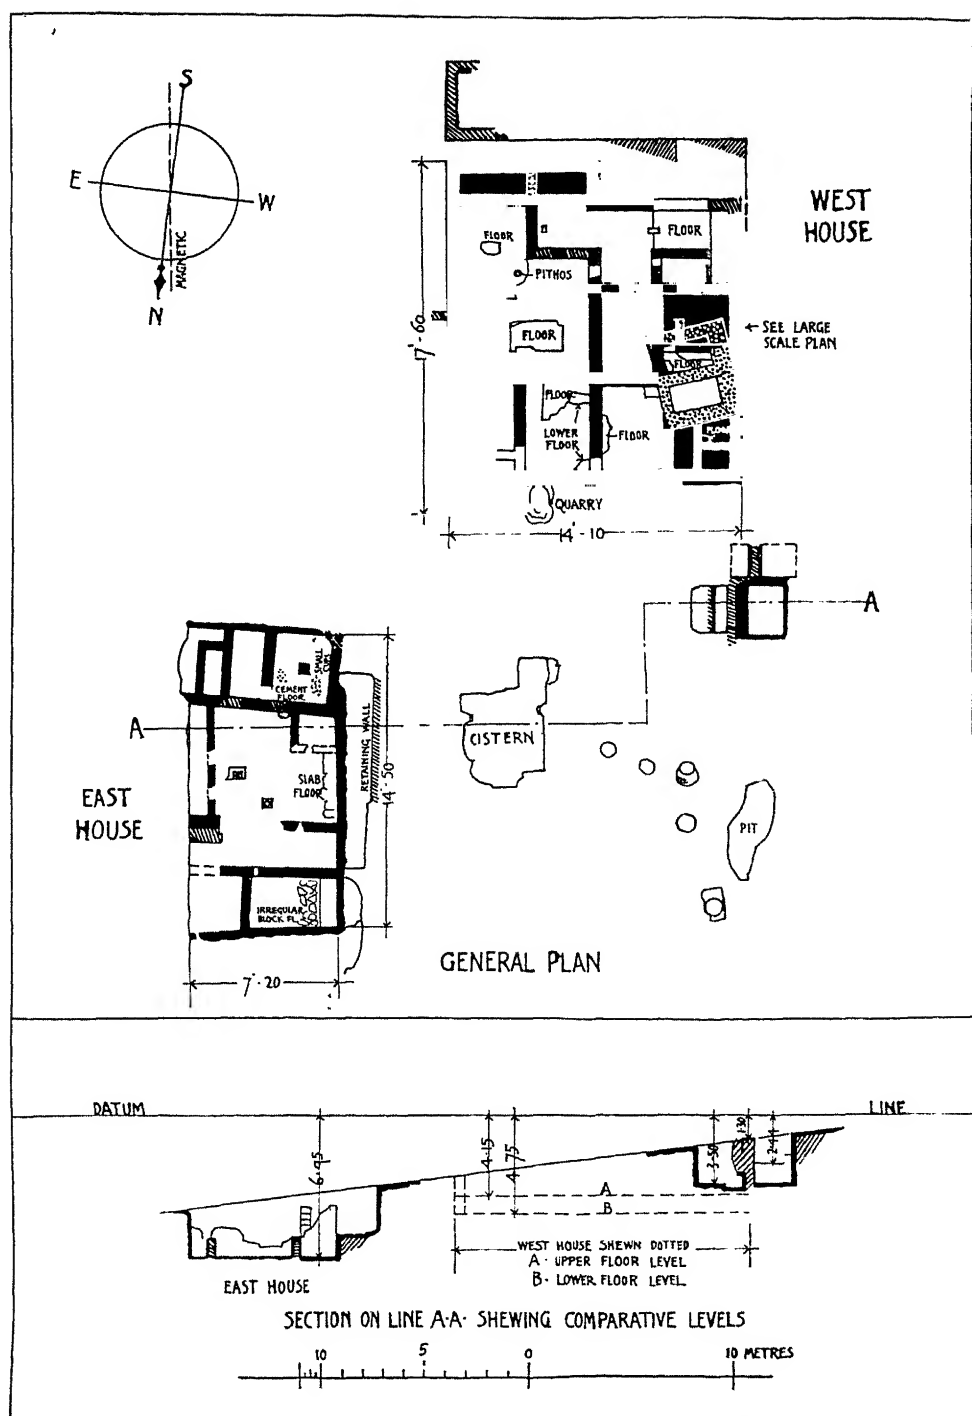 S
E
W
MAGNETIC
N
WEST
HOUSE
FLOOR
FLOOR
PITHOS
17·60
FLOOR
← SEE LARGE
SCALE PLAN
FLOOR
FLOOR
LOWER
FLOOR
FLOOR
QUARRY
14·10
A
SMALL
CUPS
CEMENT
FLOOR
A
RETAINING WALL
14·50
CISTERN
EAST
HOUSE
SLAB
FLOOR
PIT
IRREGULAR
BLOCK FL.
7·20
GENERAL PLAN
DATUM
LINE
6·95
4·15
4·75
3·50
1·30
2·44
A
B
WEST HOUSE SHEWN DOTTED
A· UPPER FLOOR LEVEL
B· LOWER FLOOR LEVEL
EAST HOUSE
SECTION ON LINE A·A· SHEWING COMPARATIVE LEVELS
10 5 0 10 METRES